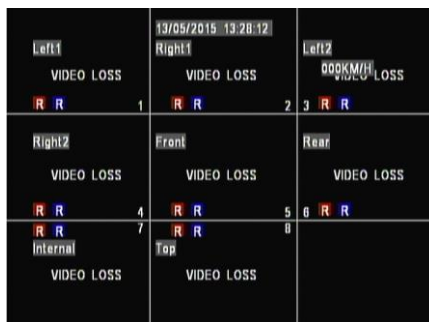 13/05/2015 13:28:12
Left1
Right1
Left2
VIDEO LOSS
VIDEO LOSS
000KM/H
VIDEO LOSS
R R 1
R R 2
3 R R
Right2
Front
Rear
VIDEO LOSS
VIDEO LOSS
VIDEO LOSS
R R 4
R R 5
6 R R
R R 7
R R 8
Internal
Top
VIDEO LOSS
VIDEO LOSS